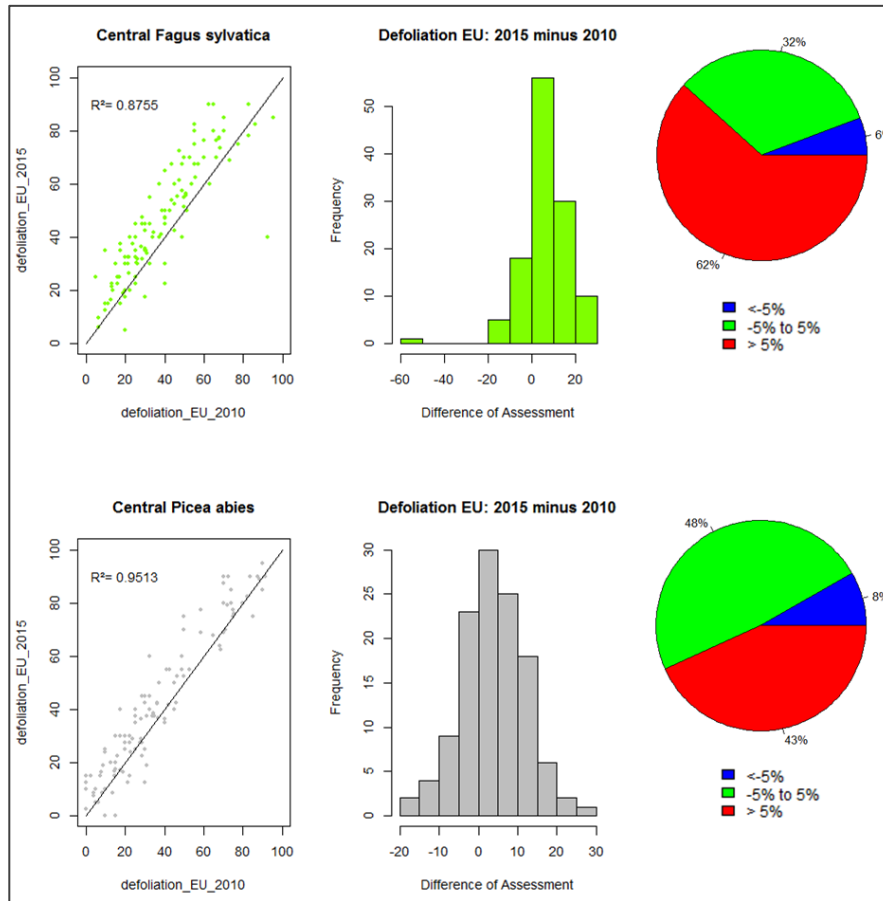 Central Fagus sylvatica
R²= 0.8755
defoliation_EU_2015
0 20 40 60 80 100
0 20 40 60 80 100
defoliation_EU_2010
Defoliation EU: 2015 minus 2010
Frequency
0 10 20 30 40 50
-60 -40 -20 0 20
Difference of Assessment
32%
6%
62%
<-5%
-5% to 5%
> 5%
Central Picea abies
R²= 0.9513
defoliation_EU_2015
0 20 40 60 80 100
0 20 40 60 80 100
defoliation_EU_2010
Defoliation EU: 2015 minus 2010
Frequency
0 5 10 15 20 25 30
-20 -10 0 10 20 30
Difference of Assessment
48%
8%
43%
<-5%
-5% to 5%
> 5%